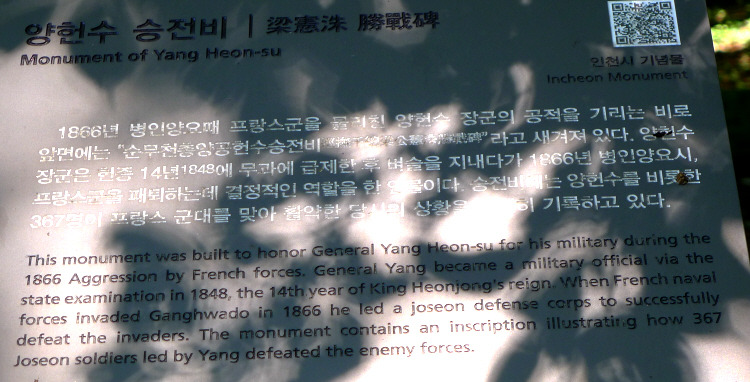 양헌수 승전비 | 梁憲洙 勝戰碑
Monument of Yang Heon-su
인천시 기념물
Incheon Monument
1866년 병인양요때 프랑스군을 물리친 양헌수 장군의 공적을 기리는 비로
앞면에는 "순무천총양공헌수승전비 公憲 戰碑"라고 새겨져 있다. 양헌수
장군은 헌종 14년1848에 무과에 급제한 후 벼슬을 지내다가 1866년 병인양요시,
프랑스군을 패퇴하는데 결정적인 역할을 한 인물이다. 승전비에는 양헌수를 비롯한
367명이 프랑스 군대를 맞아 활약한 당시의 상황을 기록하고 있다.
This monument was built to honor General Yang Heon-su for his military during the
1866 Aggression by French forces. General Yang became a military official via the
state examination in 1848, the 14th year of King Heonjong's reign. When French naval
forces invaded Ganghwado in 1866 he led a joseon defense corps to successfully
defeat the invaders. The monument contains an inscription illustrating how 367
Joseon soldiers led by Yang defeated the enemy forces.